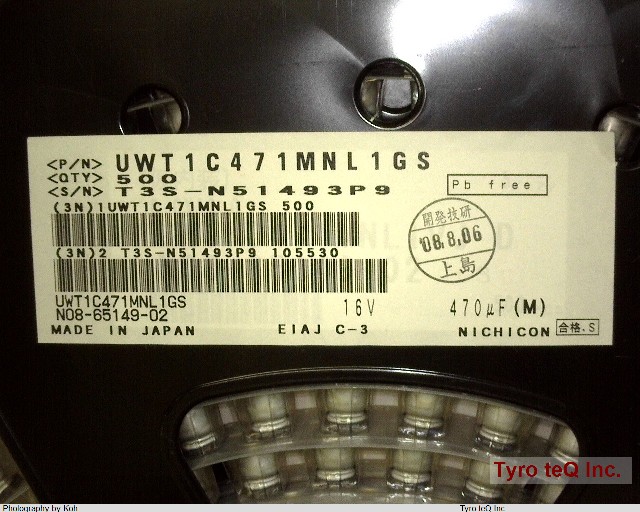 <P/N> UWT1C471MNL1GS
<QTY> 500
<S/N> T3S-N51493P9
Pb free
(3N)1UWT1C471MNL1GS 500
(3N)2 T3S-N51493P9 105530
開発技研
'08.8.06
上島
UWT1C471MNL1GS 16V 470μF (M)
N08-65149-02
MADE IN JAPAN EIAJ C-3 NICHICON 合格.S
Tyro teQ Inc.
Photography by Koh Tyro teQ Inc